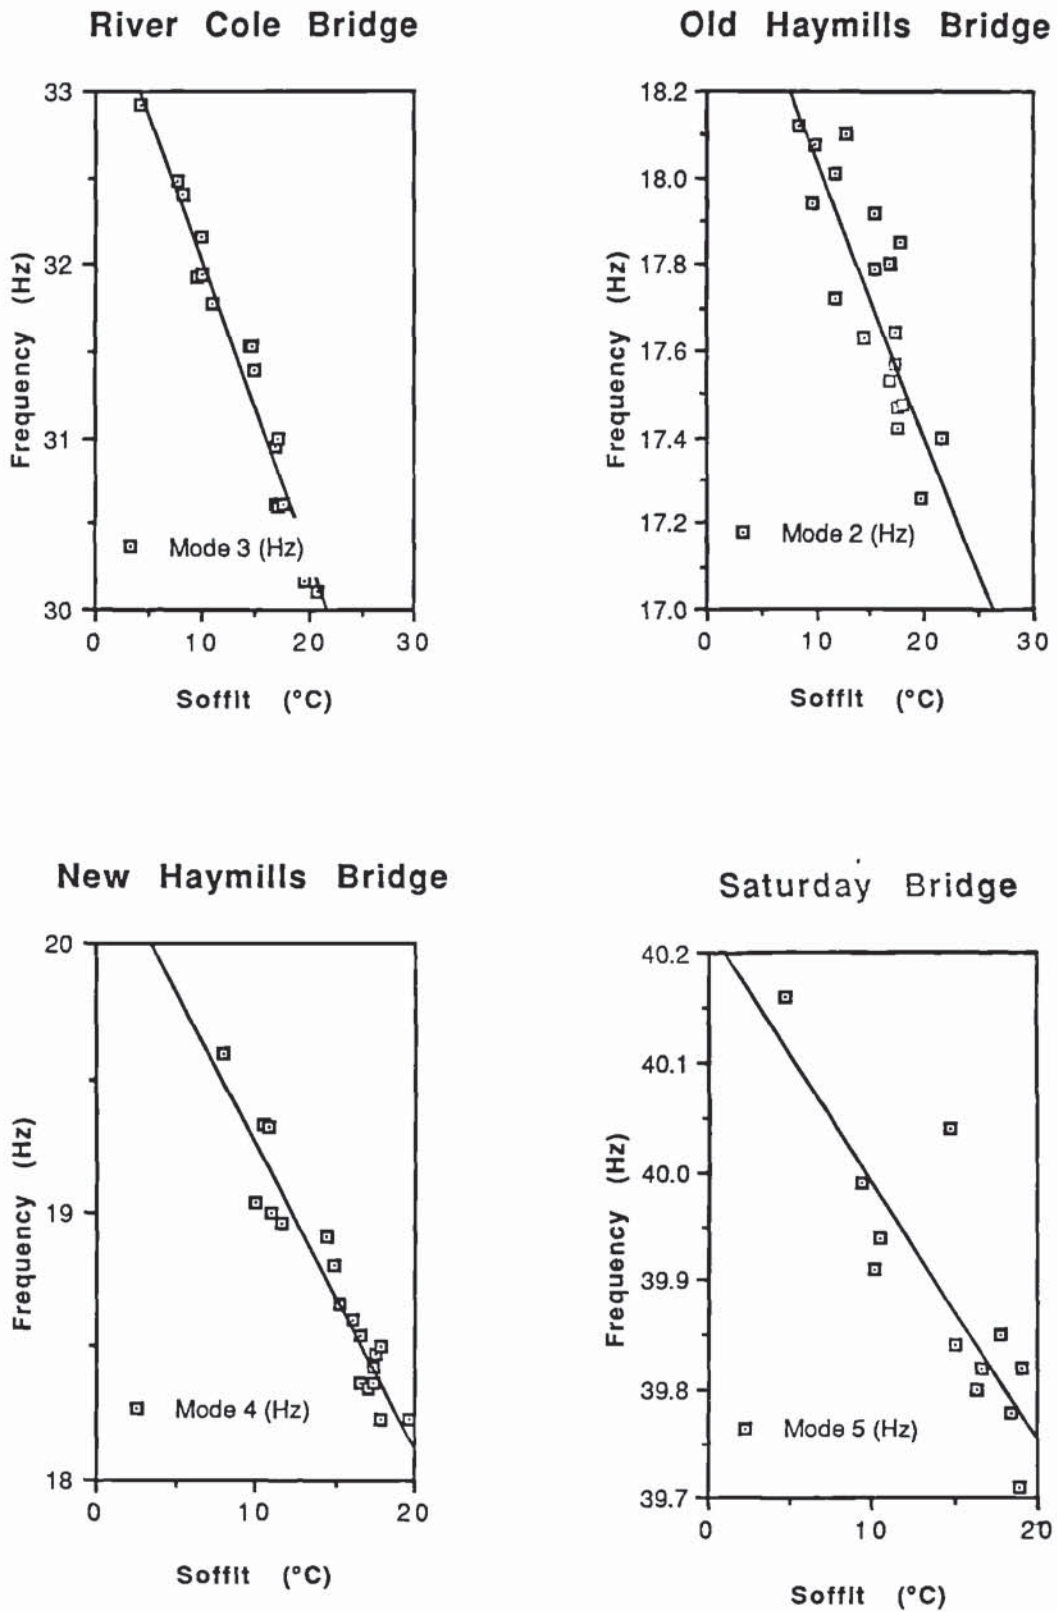 River Cole Bridge
33
32
31
30
Frequency (Hz)
Mode 3 (Hz)
0 10 20 30
Soffit (°C)
Old Haymills Bridge
18.2
18.0
17.8
17.6
17.4
17.2
17.0
Frequency (Hz)
Mode 2 (Hz)
0 10 20 30
Soffit (°C)
New Haymills Bridge
20
19
18
Frequency (Hz)
Mode 4 (Hz)
0 10 20
Soffit (°C)
Saturday Bridge
40.2
40.1
40.0
39.9
39.8
39.7
Frequency (Hz)
Mode 5 (Hz)
0 10 20
Soffit (°C)